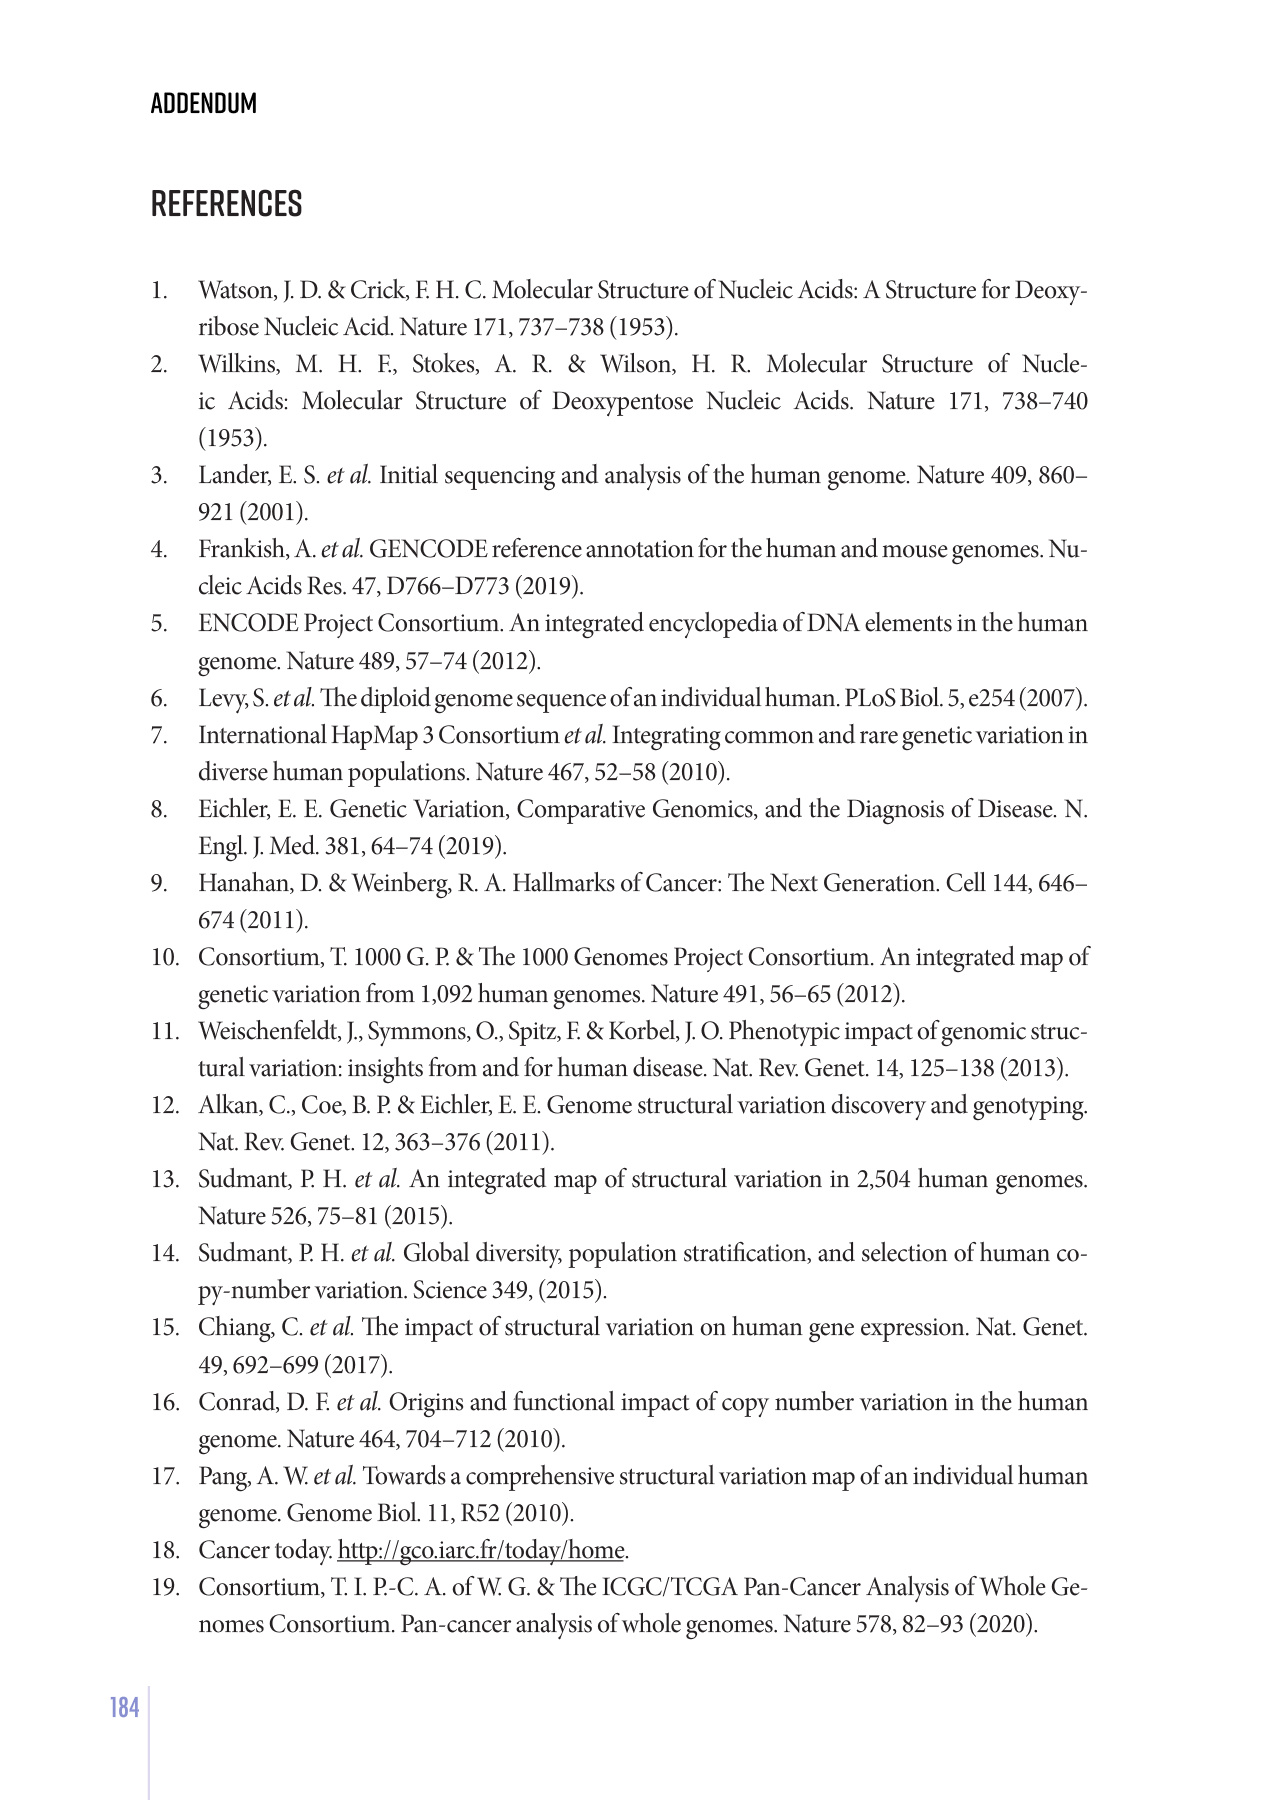 ADDENDUM
REFERENCES
1. Watson, J. D. & Crick, F. H. C. Molecular Structure of Nucleic Acids: A Structure for Deoxy-
ribose Nucleic Acid. Nature 171, 737–738 (1953).
2. Wilkins, M. H. F., Stokes, A. R. & Wilson, H. R. Molecular Structure of Nucle-
ic Acids: Molecular Structure of Deoxypentose Nucleic Acids. Nature 171, 738–740
(1953).
3. Lander, E. S. et al. Initial sequencing and analysis of the human genome. Nature 409, 860–
921 (2001).
4. Frankish, A. et al. GENCODE reference annotation for the human and mouse genomes. Nu-
cleic Acids Res. 47, D766–D773 (2019).
5. ENCODE Project Consortium. An integrated encyclopedia of DNA elements in the human
genome. Nature 489, 57–74 (2012).
6. Levy, S. et al. The diploid genome sequence of an individual human. PLoS Biol. 5, e254 (2007).
7. International HapMap 3 Consortium et al. Integrating common and rare genetic variation in
diverse human populations. Nature 467, 52–58 (2010).
8. Eichler, E. E. Genetic Variation, Comparative Genomics, and the Diagnosis of Disease. N.
Engl. J. Med. 381, 64–74 (2019).
9. Hanahan, D. & Weinberg, R. A. Hallmarks of Cancer: The Next Generation. Cell 144, 646–
674 (2011).
10. Consortium, T. 1000 G. P. & The 1000 Genomes Project Consortium. An integrated map of
genetic variation from 1,092 human genomes. Nature 491, 56–65 (2012).
11. Weischenfeldt, J., Symmons, O., Spitz, F. & Korbel, J. O. Phenotypic impact of genomic struc-
tural variation: insights from and for human disease. Nat. Rev. Genet. 14, 125–138 (2013).
12. Alkan, C., Coe, B. P. & Eichler, E. E. Genome structural variation discovery and genotyping.
Nat. Rev. Genet. 12, 363–376 (2011).
13. Sudmant, P. H. et al. An integrated map of structural variation in 2,504 human genomes.
Nature 526, 75–81 (2015).
14. Sudmant, P. H. et al. Global diversity, population stratification, and selection of human co-
py-number variation. Science 349, (2015).
15. Chiang, C. et al. The impact of structural variation on human gene expression. Nat. Genet.
49, 692–699 (2017).
16. Conrad, D. F. et al. Origins and functional impact of copy number variation in the human
genome. Nature 464, 704–712 (2010).
17. Pang, A. W. et al. Towards a comprehensive structural variation map of an individual human
genome. Genome Biol. 11, R52 (2010).
18. Cancer today. http://gco.iarc.fr/today/home.
19. Consortium, T. I. P.-C. A. of W. G. & The ICGC/TCGA Pan-Cancer Analysis of Whole Ge-
nomes Consortium. Pan-cancer analysis of whole genomes. Nature 578, 82–93 (2020).
184